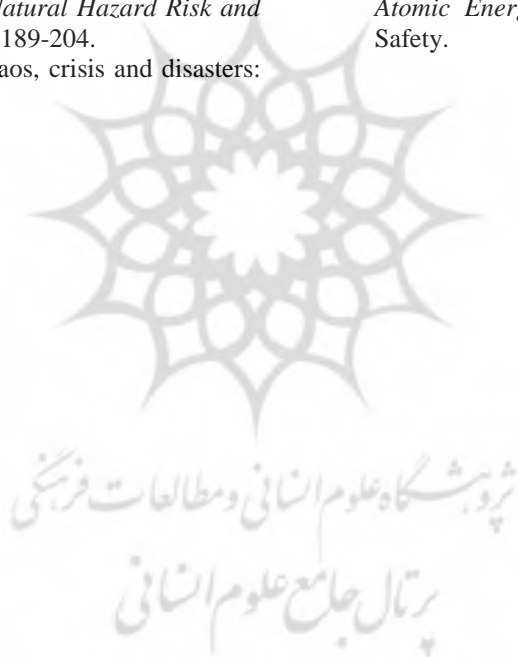 Natural Hazard Risk and
189-204.
aos, crisis and disasters:
Atomic Energ
Safety.
پژوهشگاه علوم انسانی و مطالعات فرهنگی
پرتال جامع علوم انسانی